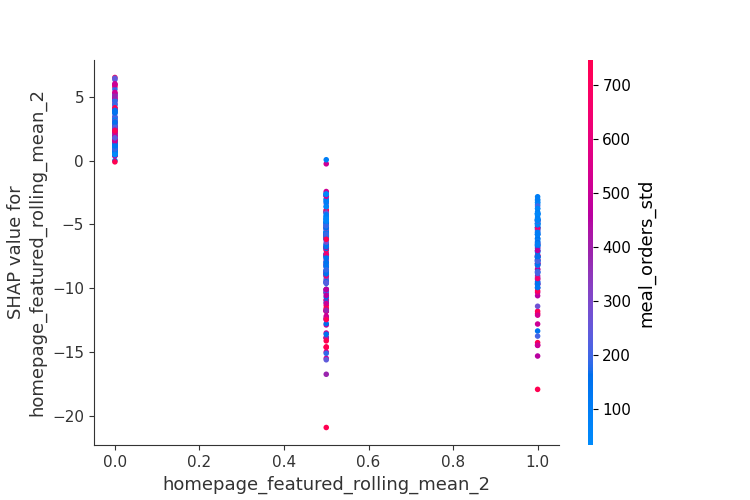 5
0
−5
−10
−15
−20
SHAP value for
homepage_featured_rolling_mean_2
0.0 0.2 0.4 0.6 0.8 1.0
homepage_featured_rolling_mean_2
700
600
500
400
300
200
100
meal_orders_std